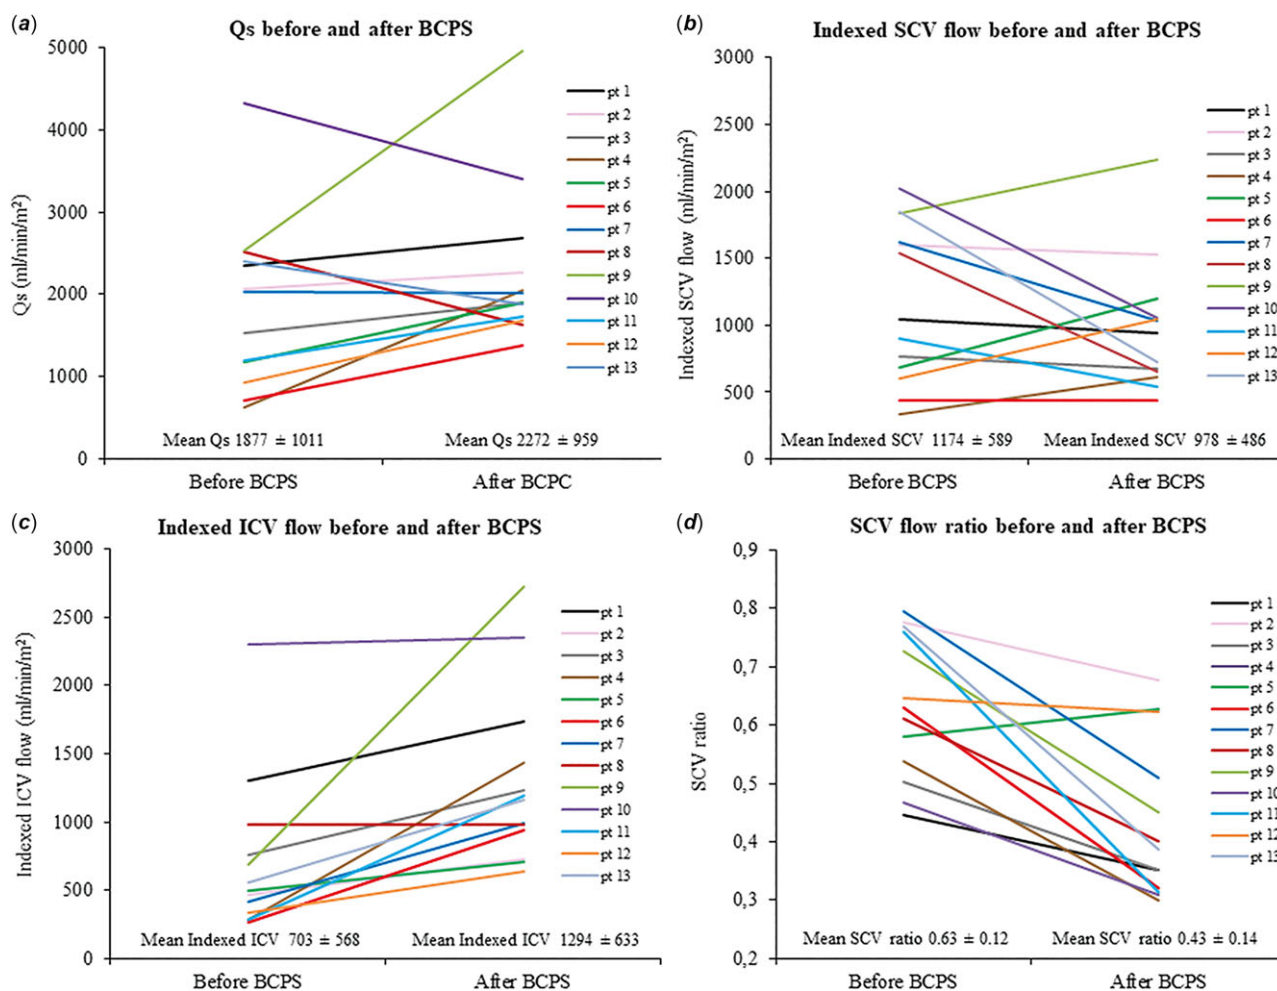 (a)
Qs before and after BCPS
5000
4000
3000
2000
1000
0
Qs (ml/min/m²)
pt 1
pt 2
pt 3
pt 4
pt 5
pt 6
pt 7
pt 8
pt 9
pt 10
pt 11
pt 12
pt 13
Mean Qs 1877 ± 1011
Mean Qs 2272 ± 959
Before BCPS
After BCPC
(b)
Indexed SCV flow before and after BCPS
3000
2500
2000
1500
1000
500
0
Indexed SCV flow (ml/min/m²)
pt 1
pt 2
pt 3
pt 4
pt 5
pt 6
pt 7
pt 8
pt 9
pt 10
pt 11
pt 12
pt 13
Mean Indexed SCV 1174 ± 589
Mean Indexed SCV 978 ± 486
Before BCPS
After BCPS
(c)
Indexed ICV flow before and after BCPS
3000
2500
2000
1500
1000
500
0
Indexed ICV flow (ml/min/m²)
pt 1
pt 2
pt 3
pt 4
pt 5
pt 6
pt 7
pt 8
pt 9
pt 10
pt 11
pt 12
pt 13
Mean Indexed ICV 703 ± 568
Mean Indexed ICV 1294 ± 633
Before BCPS
After BCPS
(d)
SCV flow ratio before and after BCPS
0,9
0,8
0,7
0,6
0,5
0,4
0,3
0,2
SCV ratio
pt 1
pt 2
pt 3
pt 4
pt 5
pt 6
pt 7
pt 8
pt 9
pt 10
pt 11
pt 12
pt 13
Mean SCV ratio 0.63 ± 0.12
Mean SCV ratio 0.43 ± 0.14
Before BCPS
After BCPS